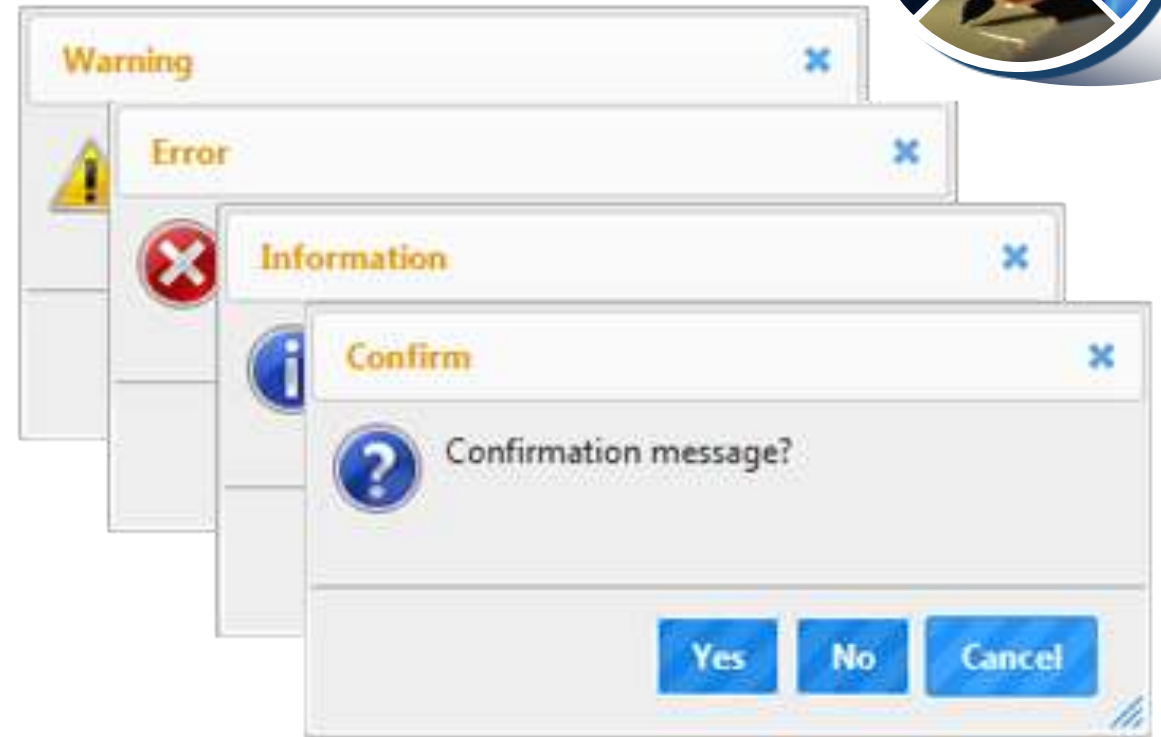 Warning
Error
Information
Confirm
Confirmation message?
Yes No Cancel